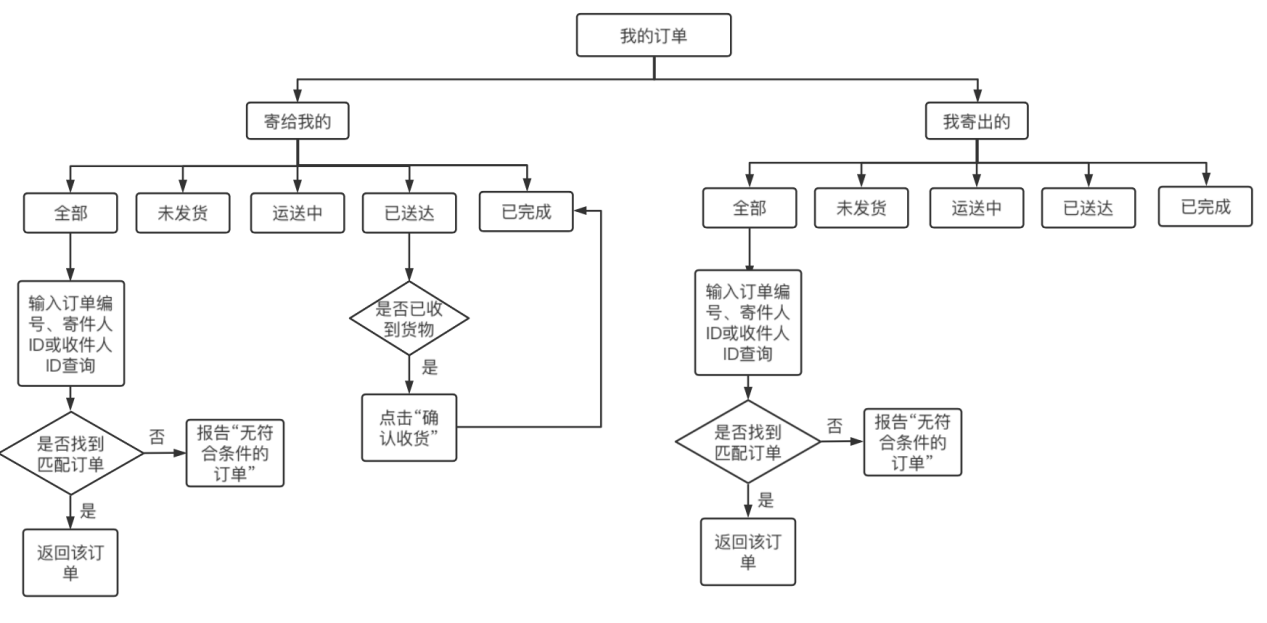 我的订单
寄给我的
我寄出的
全部
未发货
运送中
已送达
已完成
全部
未发货
运送中
已送达
已完成
输入订单编
号、寄件人
ID或收件人
ID查询
是否已收
到货物
输入订单编
号、寄件人
ID或收件人
ID查询
是
点击“确
认收货”
是否找到
匹配订单
否
报告“无符
合条件的
订单”
是否找到
匹配订单
否
报告“无符
合条件的
订单”
是
返回该订
单
是
返回该订
单